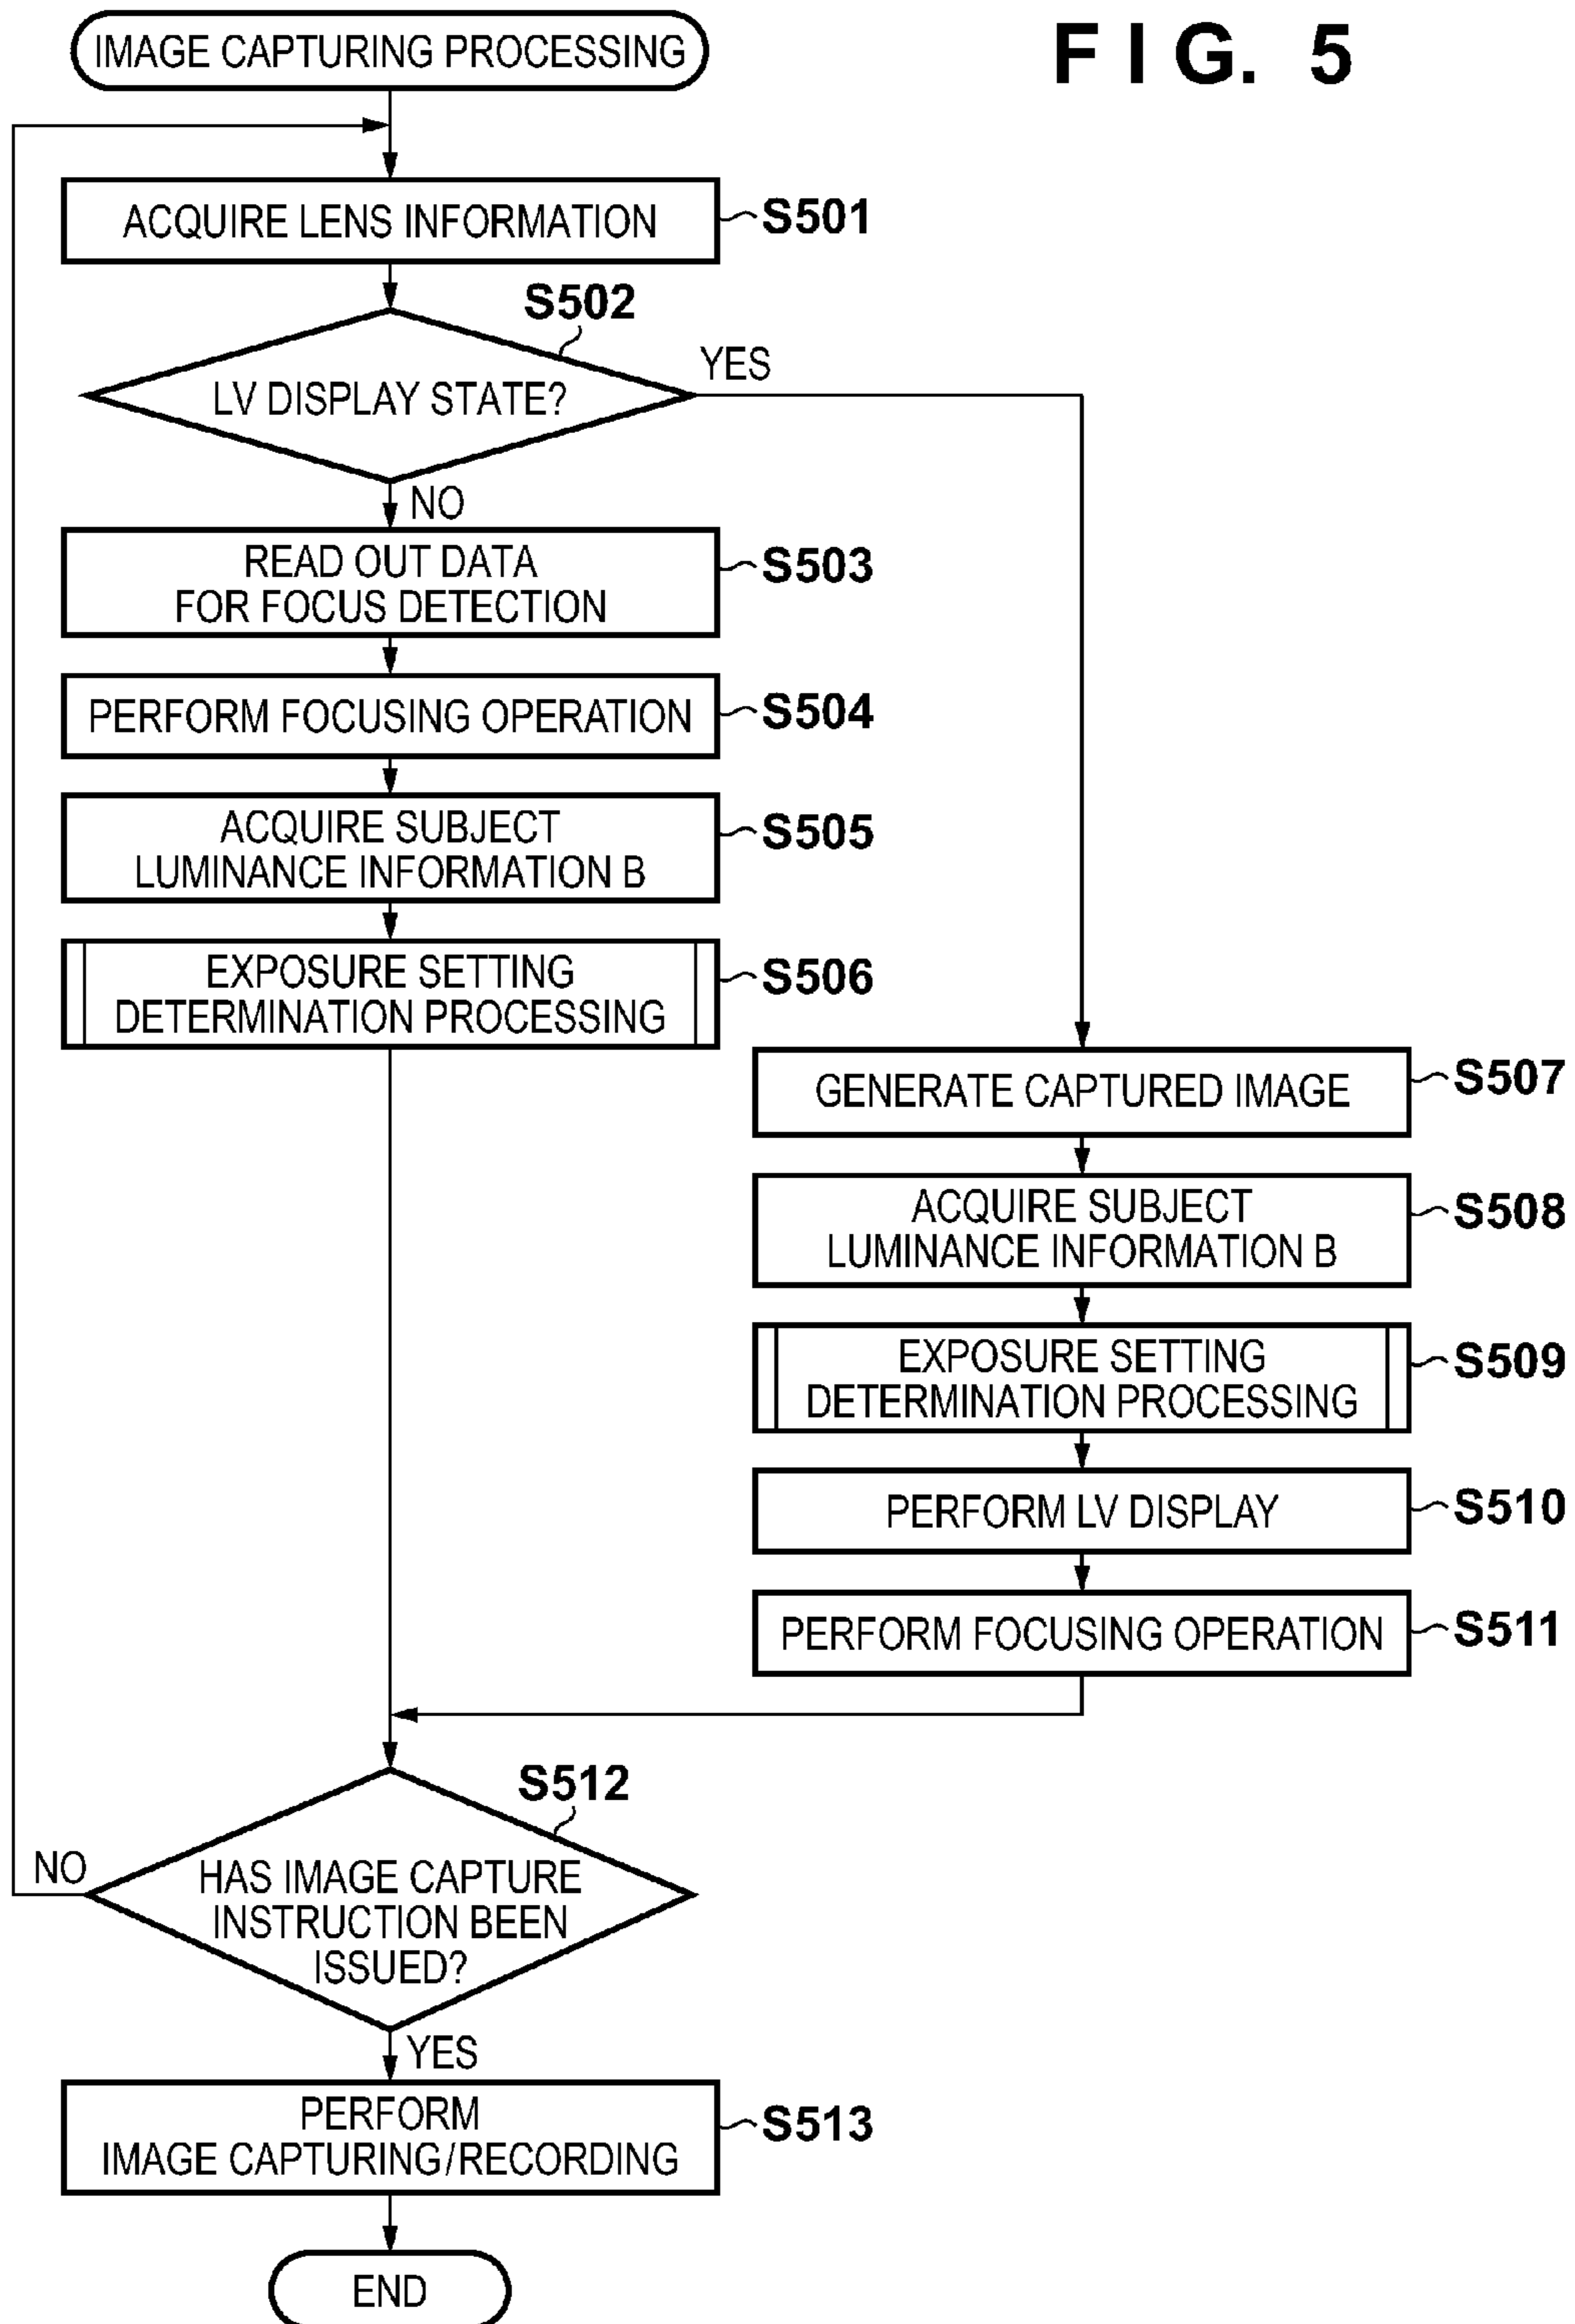 IMAGE CAPTURING PROCESSING
FIG. 5
ACQUIRE LENS INFORMATION
S501
S502
LV DISPLAY STATE?
YES
NO
READ OUT DATA
FOR FOCUS DETECTION
S503
PERFORM FOCUSING OPERATION
S504
ACQUIRE SUBJECT
LUMINANCE INFORMATION B
S505
EXPOSURE SETTING
DETERMINATION PROCESSING
S506
GENERATE CAPTURED IMAGE
S507
ACQUIRE SUBJECT
LUMINANCE INFORMATION B
S508
EXPOSURE SETTING
DETERMINATION PROCESSING
S509
PERFORM LV DISPLAY
S510
PERFORM FOCUSING OPERATION
S511
S512
HAS IMAGE CAPTURE
INSTRUCTION BEEN
ISSUED?
NO
YES
PERFORM
IMAGE CAPTURING/RECORDING
S513
END